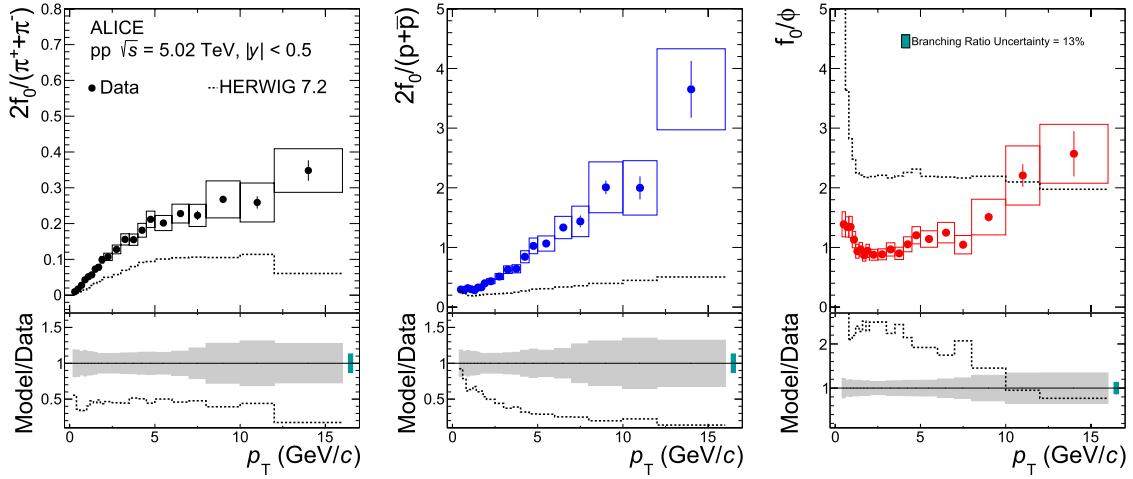 2f₀/(π⁺+π⁻)
0.8
0.7
0.6
0.5
0.4
0.3
0.2
0.1
0
ALICE
pp √s = 5.02 TeV, |y| < 0.5
Data
HERWIG 7.2
Model/Data
1.5
1
0.5
0 5 10 15
p_T (GeV/c)
2f₀/(p+p̅)
5
4
3
2
1
0
Model/Data
1.5
1
0.5
0 5 10 15
p_T (GeV/c)
f₀/ϕ
5
4
3
2
1
0
Branching Ratio Uncertainty = 13%
Model/Data
2
1
0 5 10 15
p_T (GeV/c)